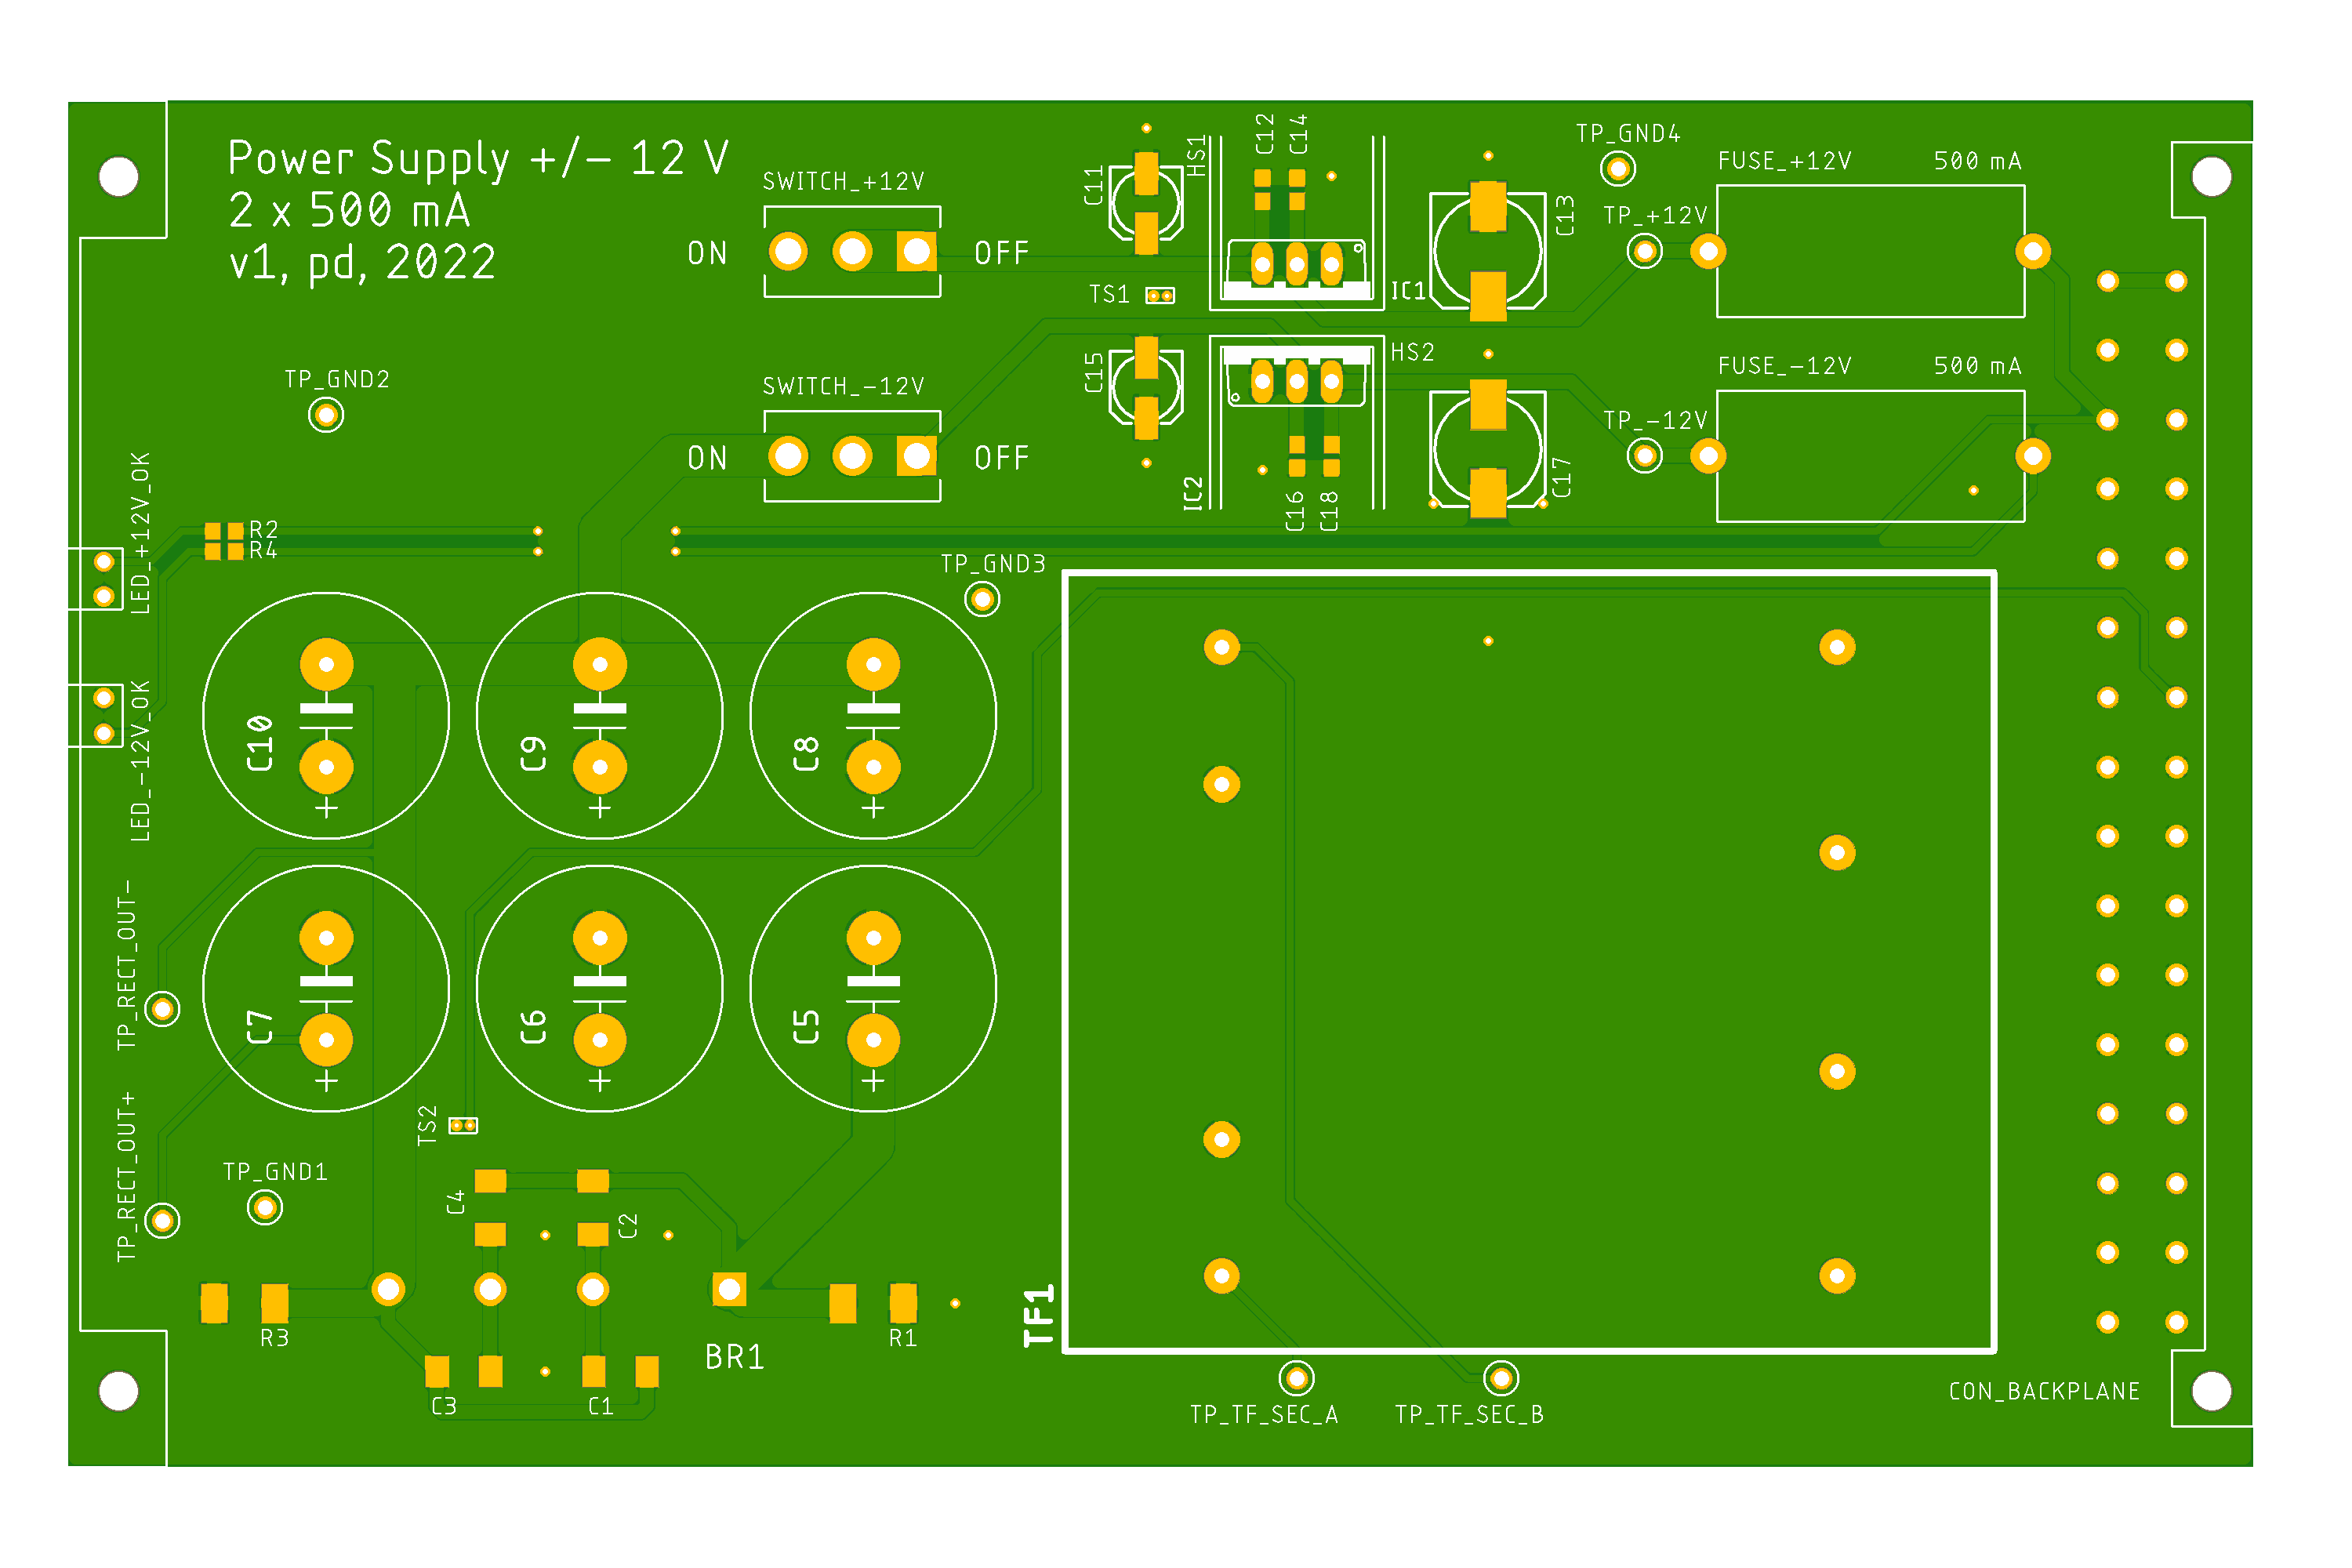 Power Supply +/- 12 V
2 x 500 mA
v1, pd, 2022
SWITCH_+12V
ON
OFF
C11
HS1
C12
C14
TS1
IC1
C13
TP_GND4
TP_+12V
FUSE_+12V
500 mA
TP_GND2
SWITCH_-12V
ON
OFF
C15
HS2
IC2
C16
C18
C17
TP_-12V
FUSE_-12V
500 mA
LED_+12V_OK
R2
R4
TP_GND3
LED_-12V_OK
C10
+
C9
+
C8
+
TP_RECT_OUT-
C7
+
C6
+
C5
+
TP_RECT_OUT+
TS2
TP_GND1
C4
C2
R3
R1
BR1
C3
C1
TF1
TP_TF_SEC_A
TP_TF_SEC_B
CON_BACKPLANE